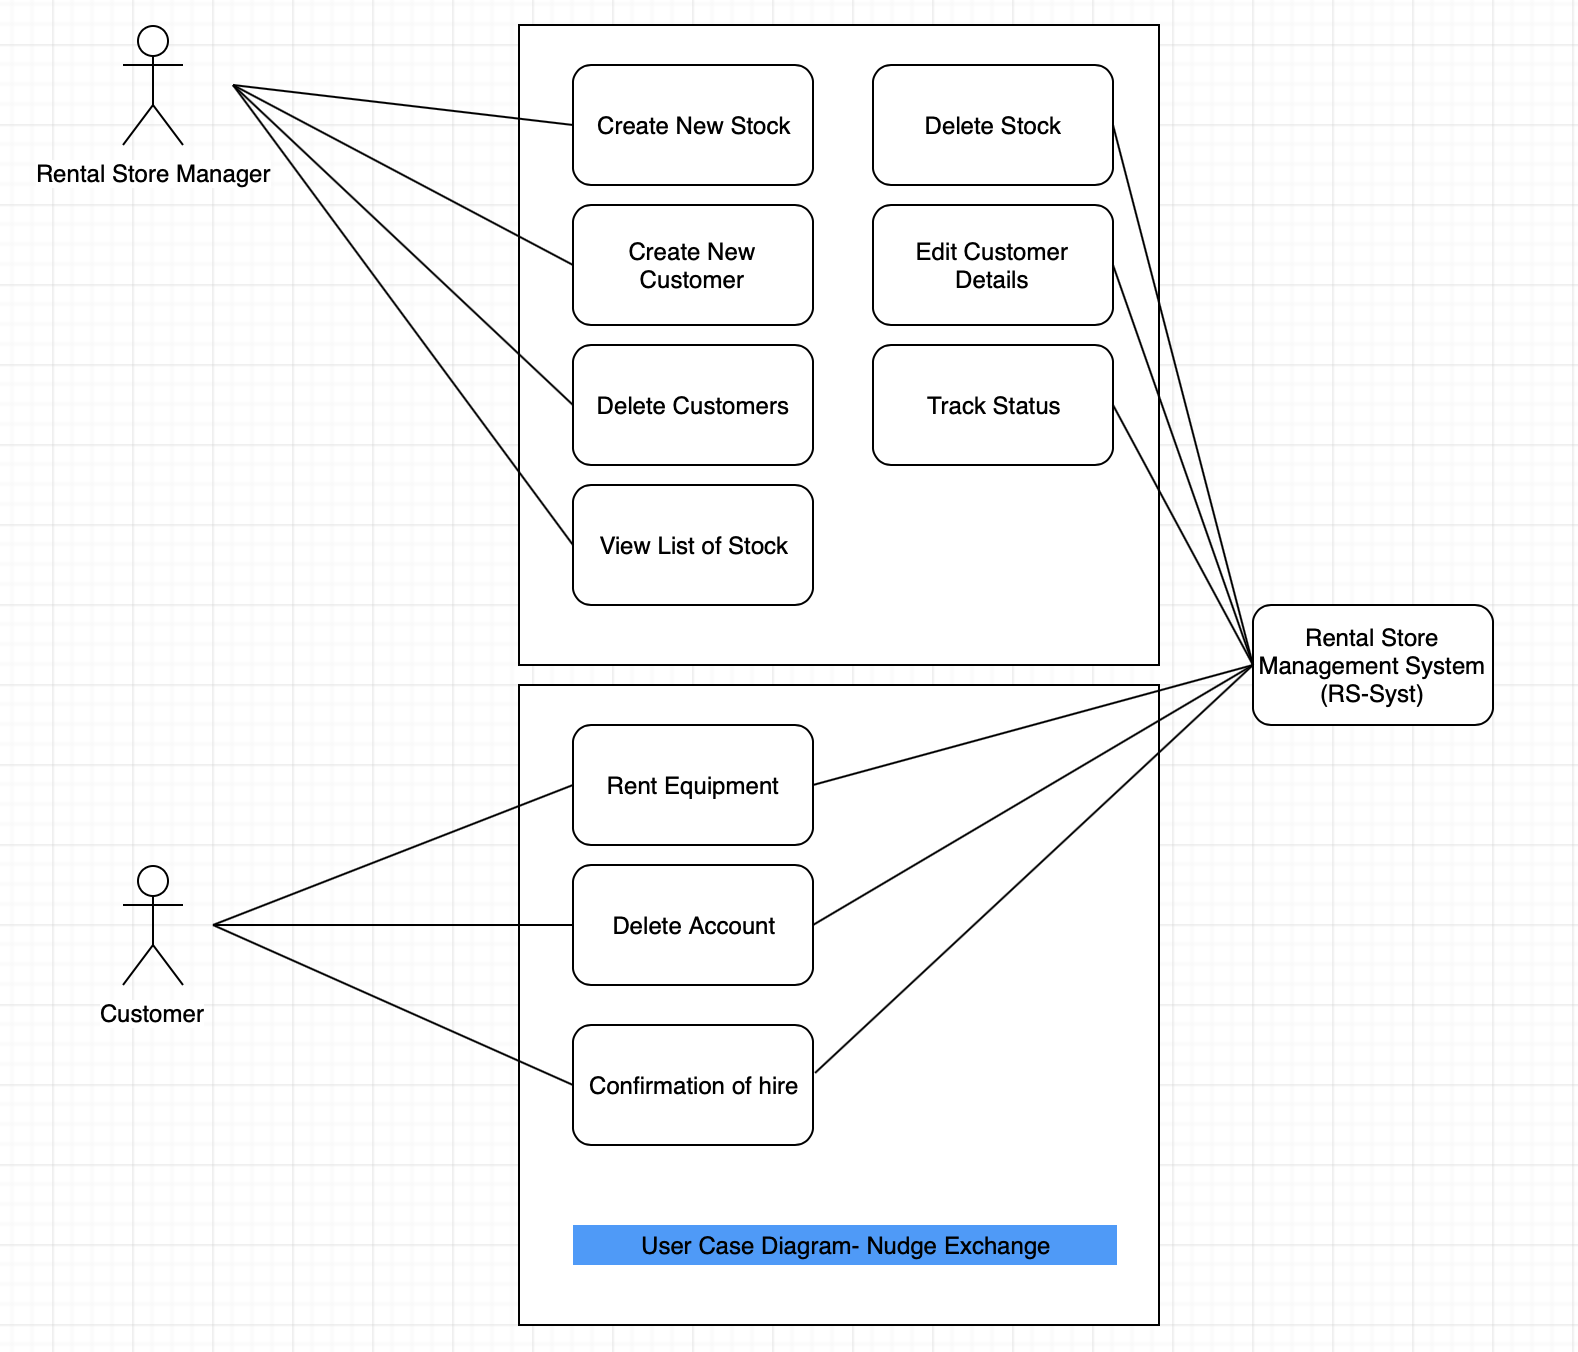 Rental Store Manager
Create New Stock
Delete Stock
Create New
Customer
Edit Customer
Details
Delete Customers
Track Status
View List of Stock
Rental Store
Management System
(RS-Syst)
Rent Equipment
Delete Account
Customer
Confirmation of hire
User Case Diagram- Nudge Exchange